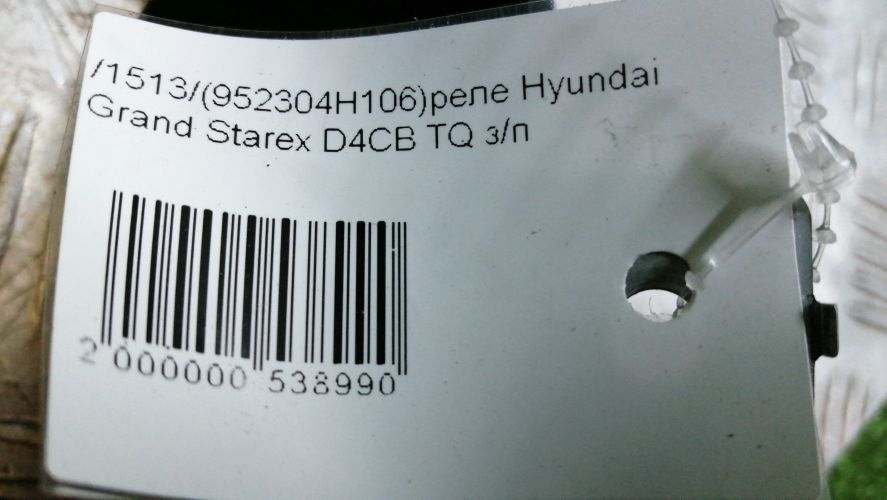 /1513/(952304H106)реле Hyundai
Grand Starex D4CB TQ з/п
2 000000 538990